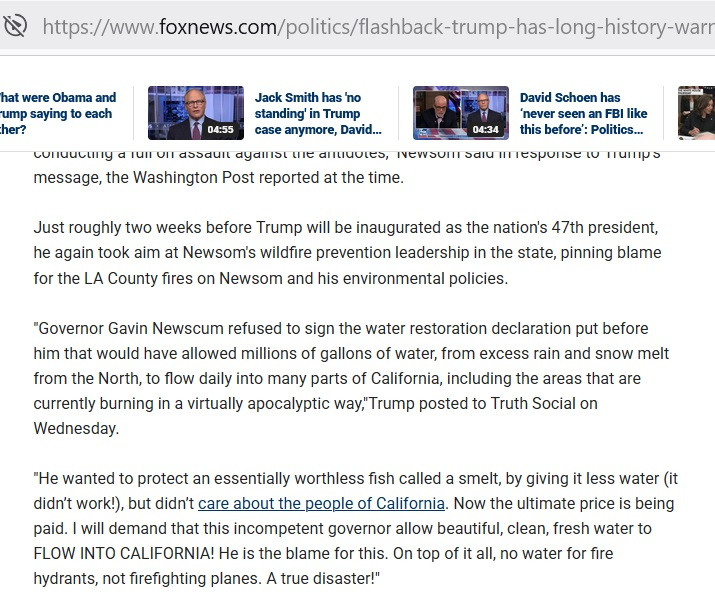 https://www.foxnews.com/politics/flashback-trump-has-long-history-warn
hat were Obama and
rump saying to each
ther?
04:55
Jack Smith has 'no
standing' in Trump
case anymore, David...
04:34
David Schoen has
‘never seen an FBI like
this before’: Politics...
conducting a full on assault against the antidotes," Newsom said in response to Trump's
message, the Washington Post reported at the time.
Just roughly two weeks before Trump will be inaugurated as the nation's 47th president,
he again took aim at Newsom's wildfire prevention leadership in the state, pinning blame
for the LA County fires on Newsom and his environmental policies.
"Governor Gavin Newscum refused to sign the water restoration declaration put before
him that would have allowed millions of gallons of water, from excess rain and snow melt
from the North, to flow daily into many parts of California, including the areas that are
currently burning in a virtually apocalyptic way,"Trump posted to Truth Social on
Wednesday.
"He wanted to protect an essentially worthless fish called a smelt, by giving it less water (it
didn’t work!), but didn’t care about the people of California. Now the ultimate price is being
paid. I will demand that this incompetent governor allow beautiful, clean, fresh water to
FLOW INTO CALIFORNIA! He is the blame for this. On top of it all, no water for fire
hydrants, not firefighting planes. A true disaster!"